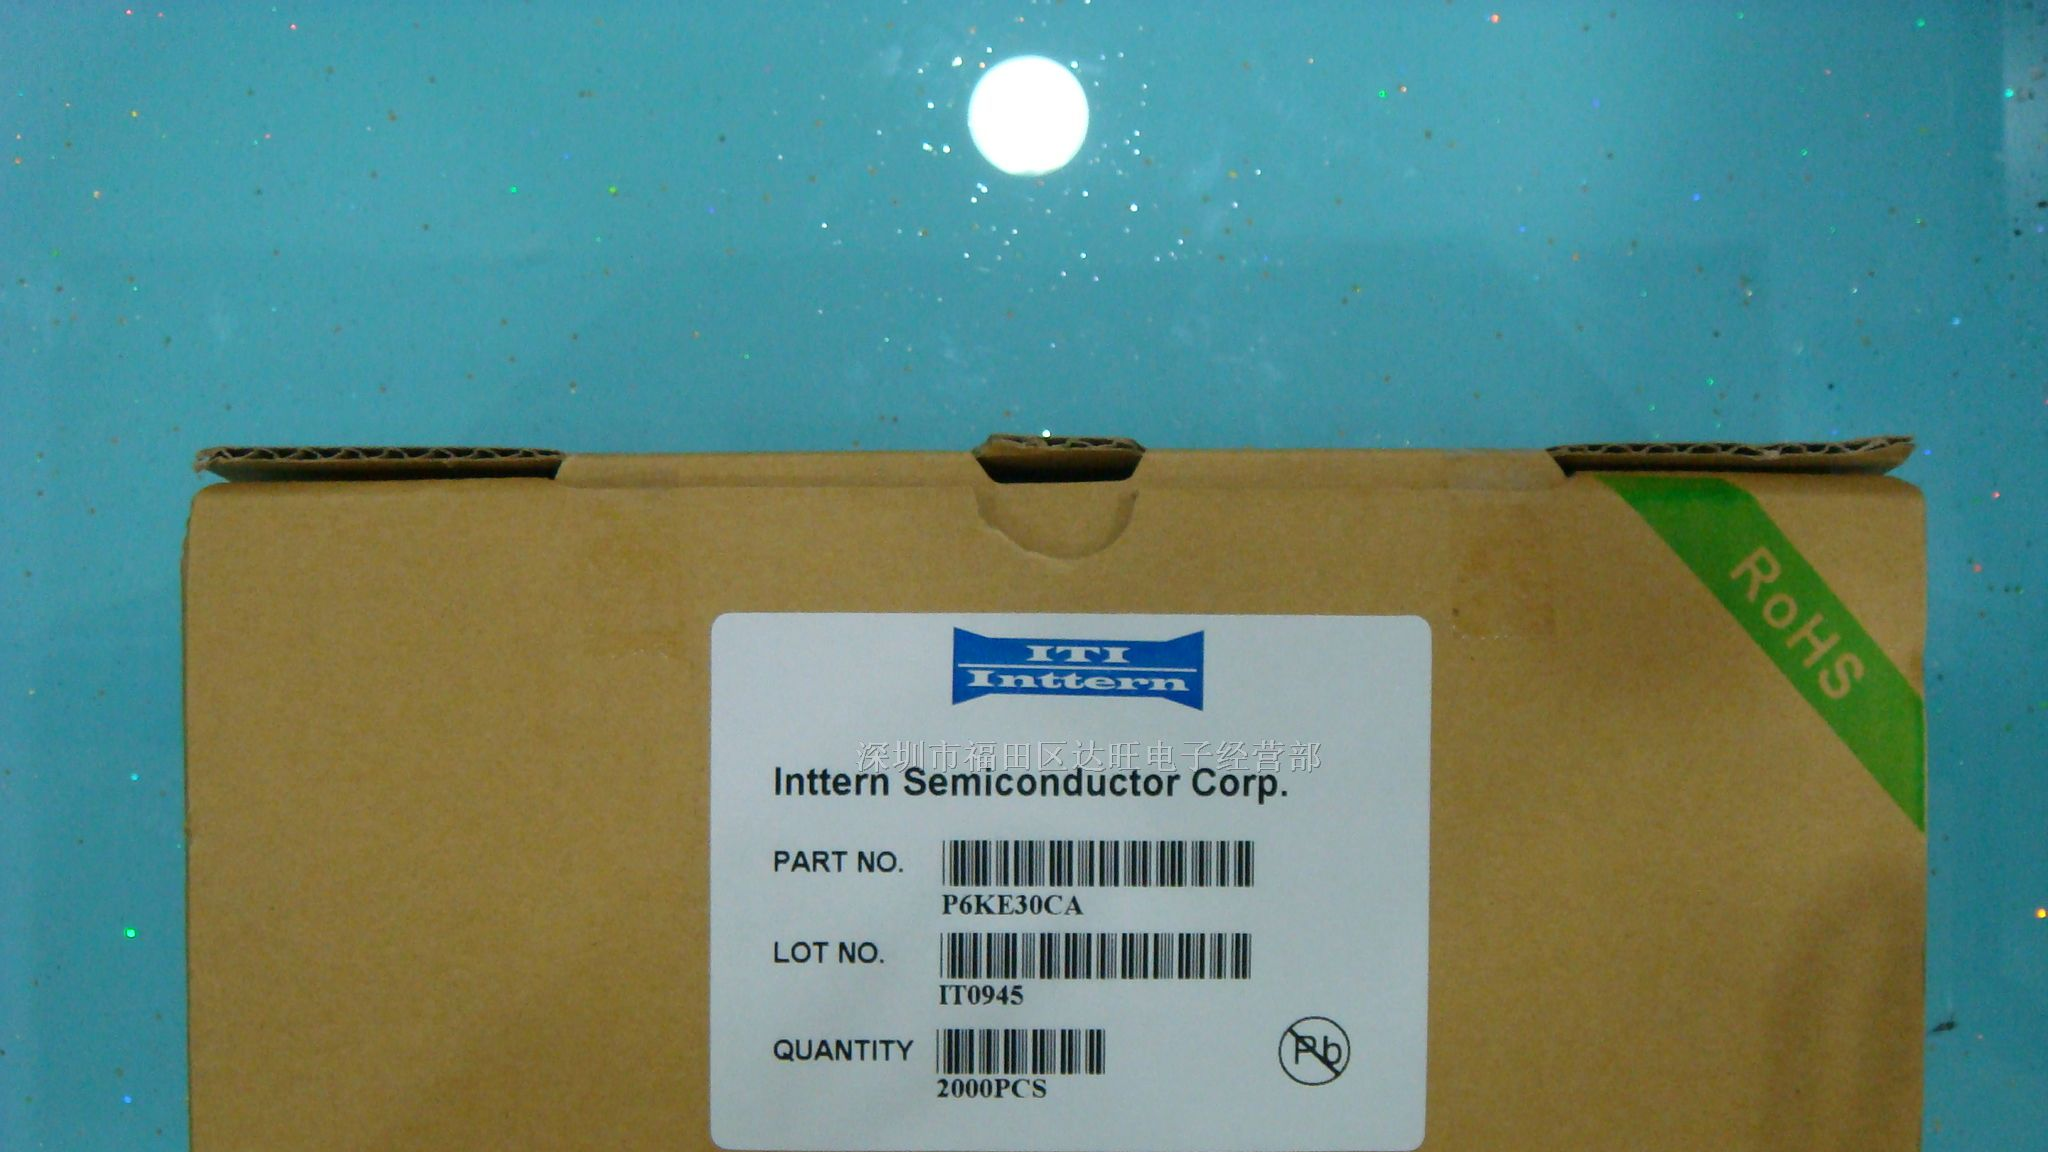 RoHS
ITI
Inttern
深圳市福田区达旺电子经营部
Inttern Semiconductor Corp.
PART NO.
P6KE30CA
LOT NO.
IT0945
QUANTITY
2000PCS
Pb